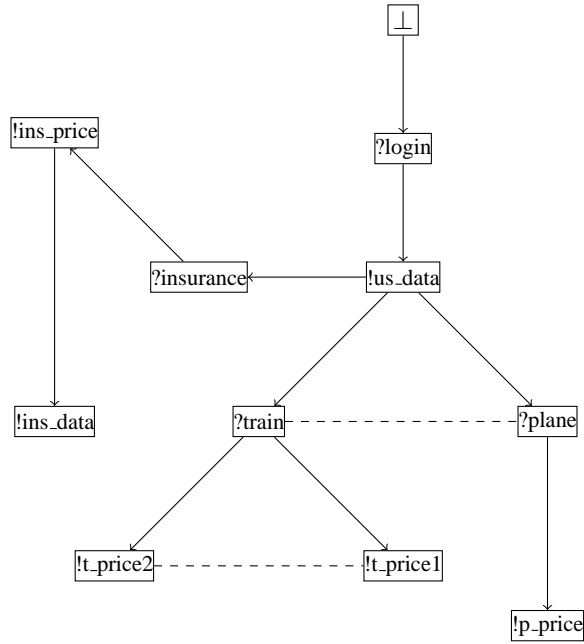 ⊥
!ins_price
?login
?insurance
!us_data
!ins_data
?train
?plane
!t_price2
!t_price1
!p_price